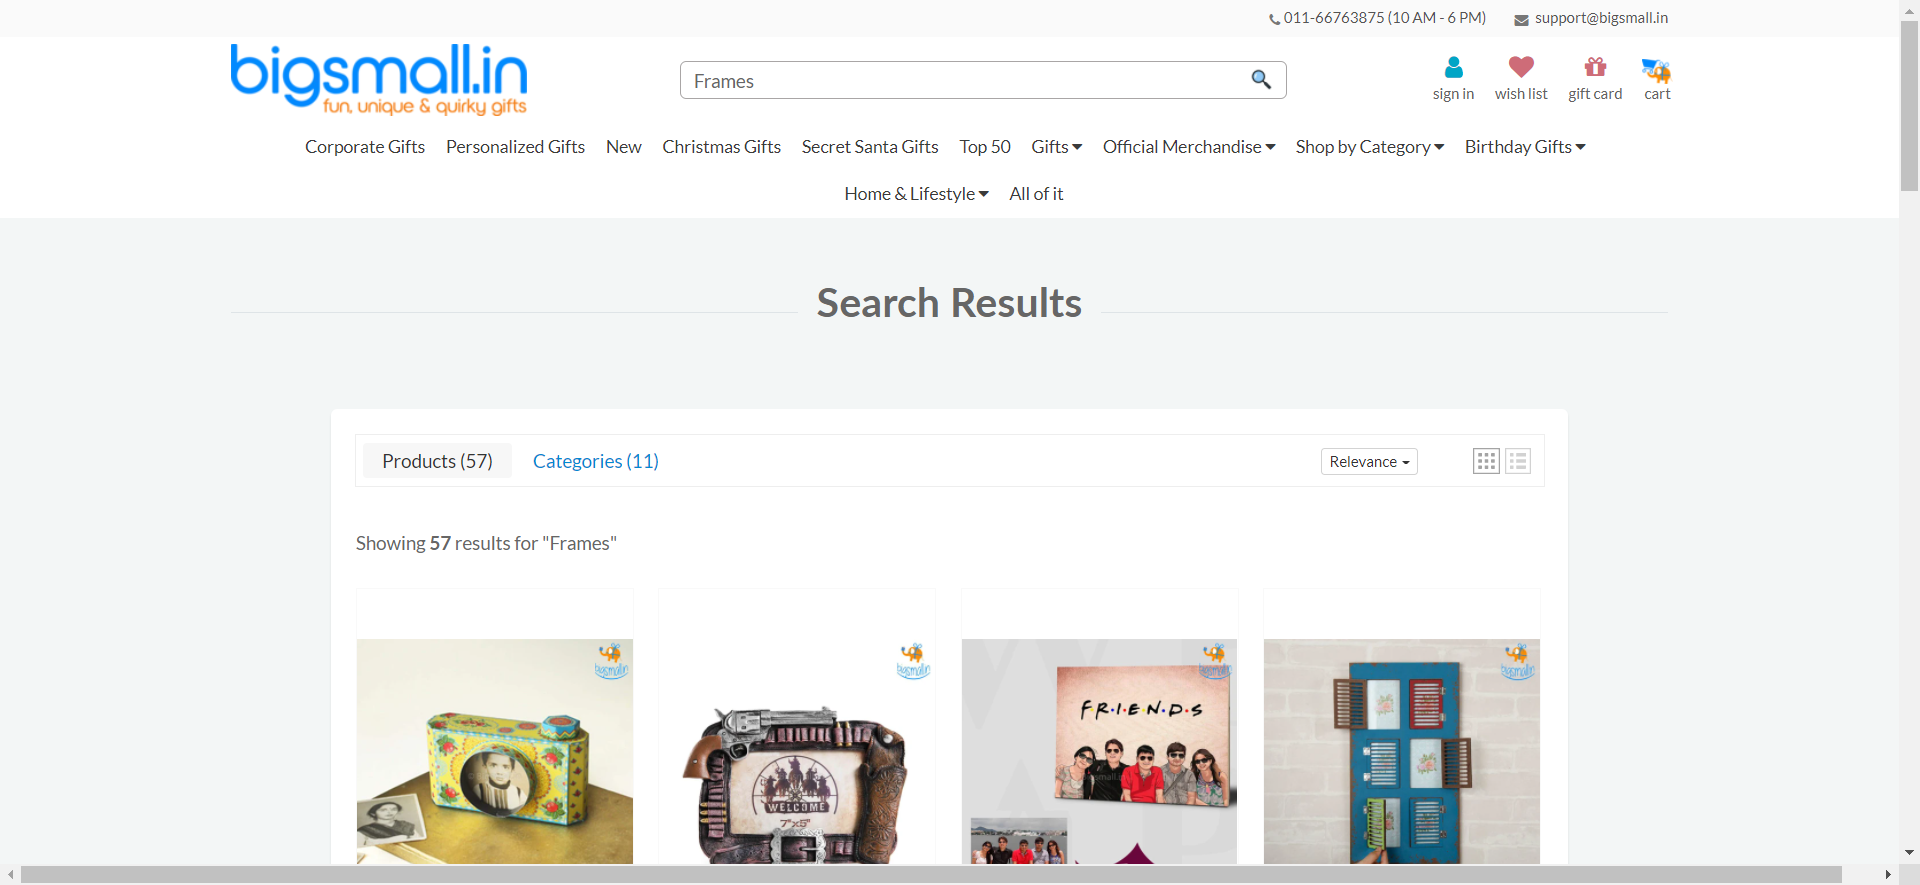 011-66763875 (10 AM - 6 PM)
support@bigsmall.in
bigsmall.in
fun, unique & quirky gifts
Frames
sign in
wish list
gift card
cart
Corporate Gifts
Personalized Gifts
New
Christmas Gifts
Secret Santa Gifts
Top 50
Gifts
Official Merchandise
Shop by Category
Birthday Gifts
Home & Lifestyle
All of it
Search Results
Products (57)
Categories (11)
Relevance
Showing 57 results for "Frames"
bigsmall.in
bigsmall.in
bigsmall.in
bigsmall.in
WELCOME
7"x5"
F·R·I·E·N·D·S